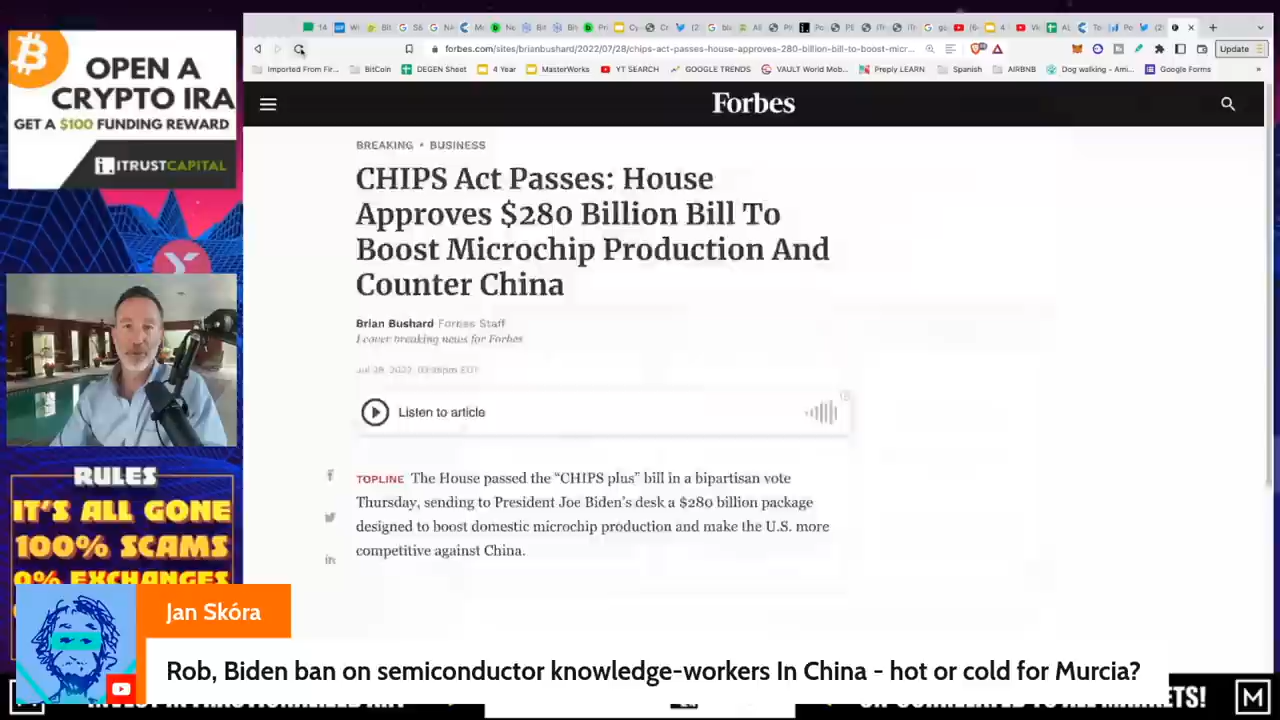 OPEN A
CRYPTO IRA
GET A $100 FUNDING REWARD
ITRUSTCAPITAL
RULES
IT'S ALL GONE
100% SCAMS
0% EXCHANGES
forbes.com/sites/brianbushard/2022/07/28/chips-act-passes-house-approves-280-billion-bill-to-boost-micr...
Update
Imported From Fir...
BitCoin
DEGEN Sheet
4 Year
MasterWorks
YT SEARCH
GOOGLE TRENDS
VAULT World Mob...
Preply LEARN
Spanish
AIRBNB
Dog walking - Ami...
Google Forms
Forbes
BREAKING • BUSINESS
CHIPS Act Passes: House
Approves $280 Billion Bill To
Boost Microchip Production And
Counter China
Brian Bushard Forbes Staff
I cover breaking news for Forbes
Listen to article
TOPLINE The House passed the “CHIPS plus” bill in a bipartisan vote
Thursday, sending to President Joe Biden’s desk a $280 billion package
designed to boost domestic microchip production and make the U.S. more
competitive against China.
Jan Skóra
Rob, Biden ban on semiconductor knowledge-workers In China - hot or cold for Murcia?